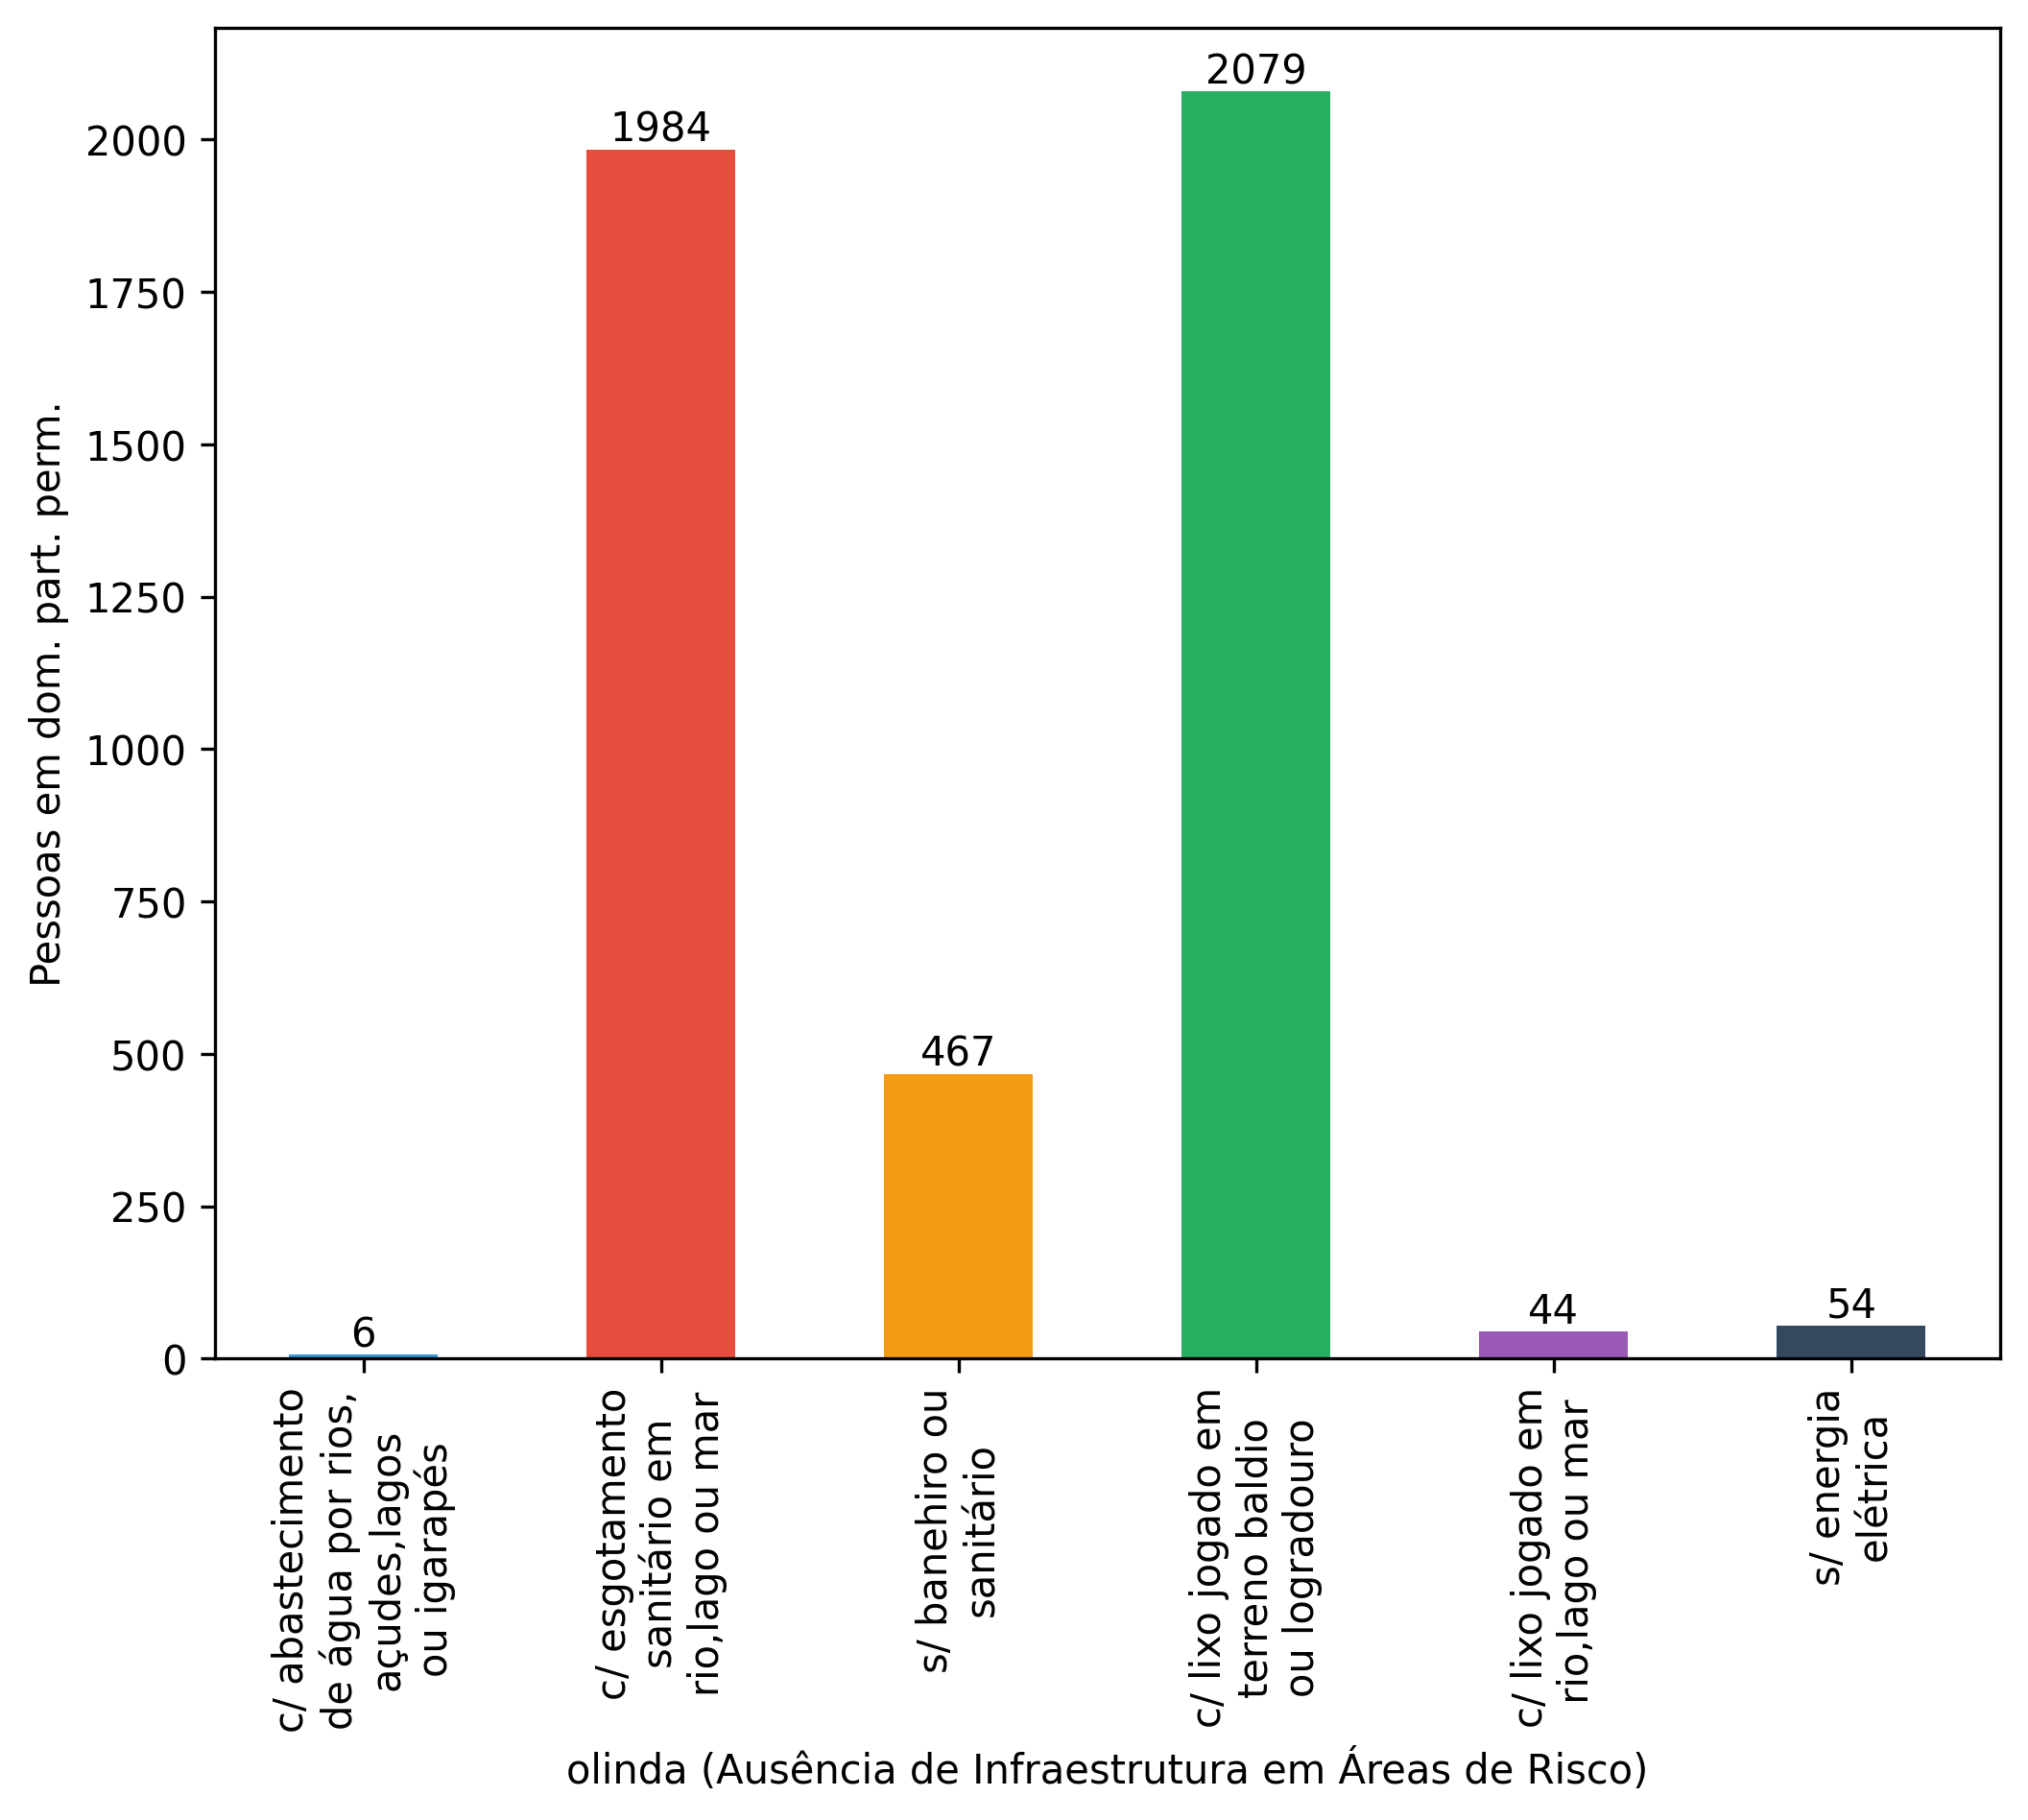 Pessoas em dom. part. perm.
2000
1750
1500
1250
1000
750
500
250
0
6
1984
467
2079
44
54
c/ abastecimento
de água por rios,
açudes,lagos
ou igarapés
c/ esgotamento
sanitário em
rio,lago ou mar
s/ banehiro ou
sanitário
c/ lixo jogado em
terreno baldio
ou logradouro
c/ lixo jogado em
rio,lago ou mar
s/ energia
elétrica
olinda (Ausência de Infraestrutura em Áreas de Risco)